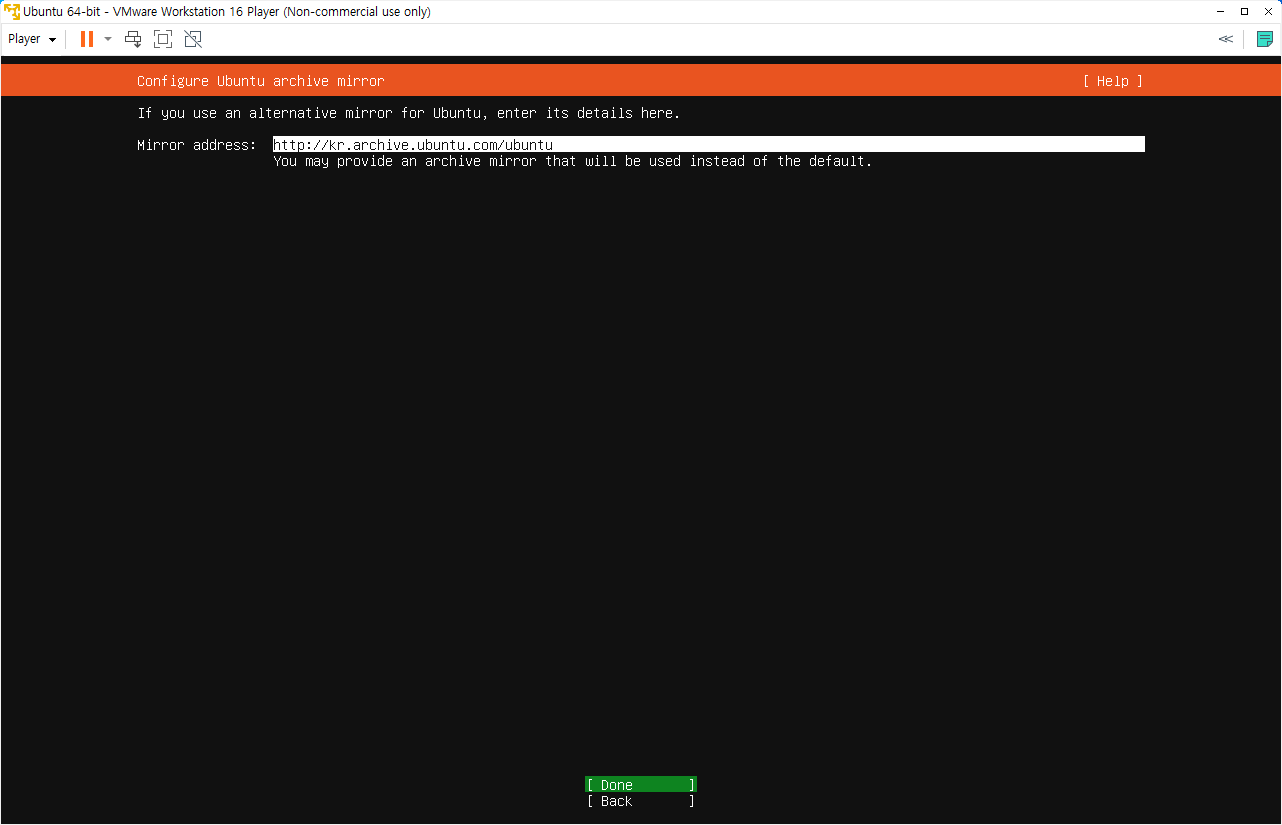 Ubuntu 64-bit - VMware Workstation 16 Player (Non-commercial use only)
Player
Configure Ubuntu archive mirror [ Help ]
If you use an alternative mirror for Ubuntu, enter its details here.
Mirror address: http://kr.archive.ubuntu.com/ubuntu
You may provide an archive mirror that will be used instead of the default.
[ Done ]
[ Back ]